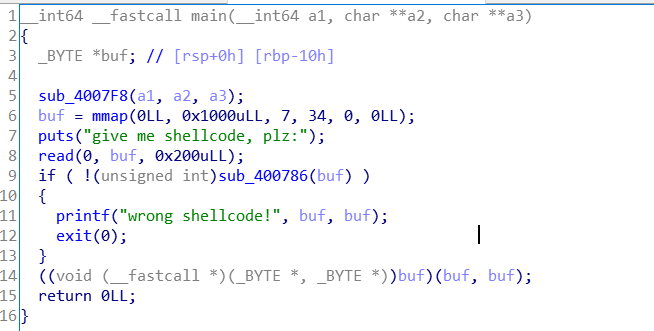 1 __int64 __fastcall main(__int64 a1, char **a2, char **a3)
2 {
3   _BYTE *buf; // [rsp+0h] [rbp-10h]
4
5   sub_4007F8(a1, a2, a3);
6   buf = mmap(0LL, 0x1000uLL, 7, 34, 0, 0LL);
7   puts("give me shellcode, plz:");
8   read(0, buf, 0x200uLL);
9   if ( !(unsigned int)sub_400786(buf) )
10   {
11     printf("wrong shellcode!", buf, buf);
12     exit(0);
13   }
14   ((void (__fastcall *)(_BYTE *, _BYTE *))buf)(buf, buf);
15   return 0LL;
16 }